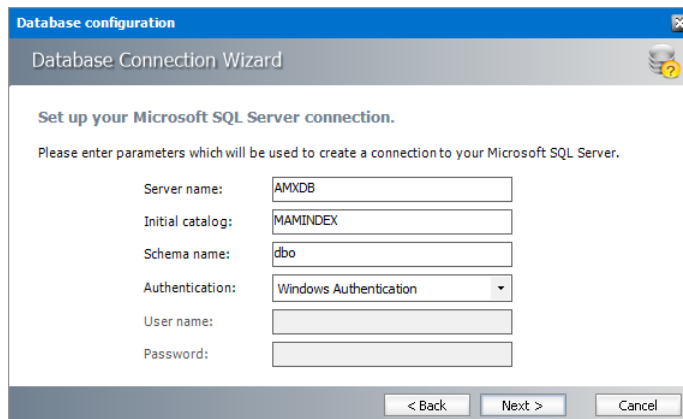 Database configuration
Database Connection Wizard
Set up your Microsoft SQL Server connection.
Please enter parameters which will be used to create a connection to your Microsoft SQL Server.
Server name: AMXDB
Initial catalog: MAMINDEX
Schema name: dbo
Authentication: Windows Authentication
User name:
Password:
< Back Next > Cancel